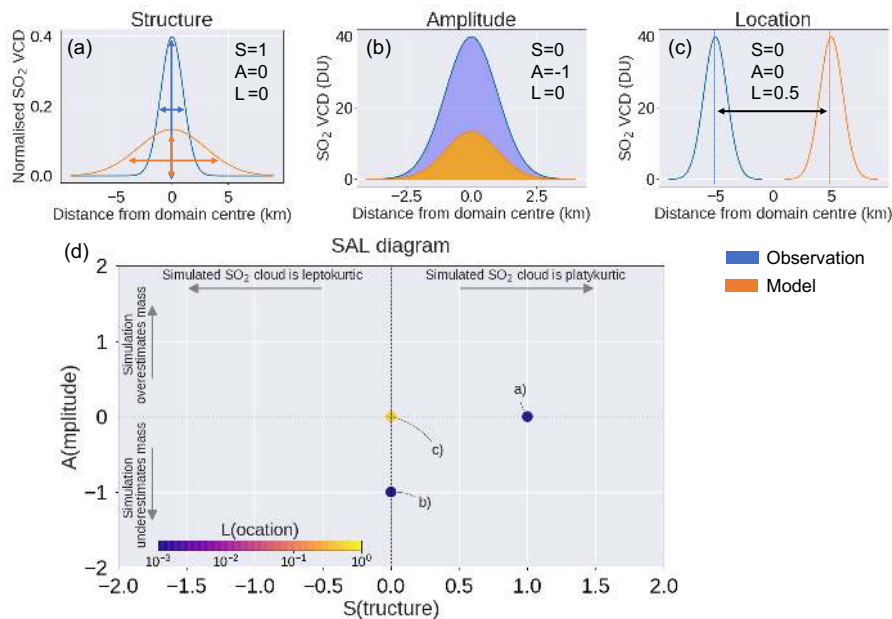 Structure
(a)
S=1
A=0
L=0
Normalised SO₂ VCD
0.4
0.2
0.0
−5
0
5
Distance from domain centre (km)
Amplitude
(b)
S=0
A=-1
L=0
SO₂ VCD (DU)
40
20
0
−2.5
0.0
2.5
Distance from domain centre (km)
Location
(c)
S=0
A=0
L=0.5
SO₂ VCD (DU)
40
20
0
−5
0
5
Distance from domain centre (km)
Observation
Model
(d)
SAL diagram
Simulated SO₂ cloud is leptokurtic
Simulated SO₂ cloud is platykurtic
Simulation
overestimates mass
Simulation
underestimates mass
A(mplitude)
2
1
0
−1
−2
a)
c)
b)
L(ocation)
10⁻³
10⁻²
10⁻¹
10⁰
−2.0
−1.5
−1.0
−0.5
0.0
0.5
1.0
1.5
2.0
S(tructure)